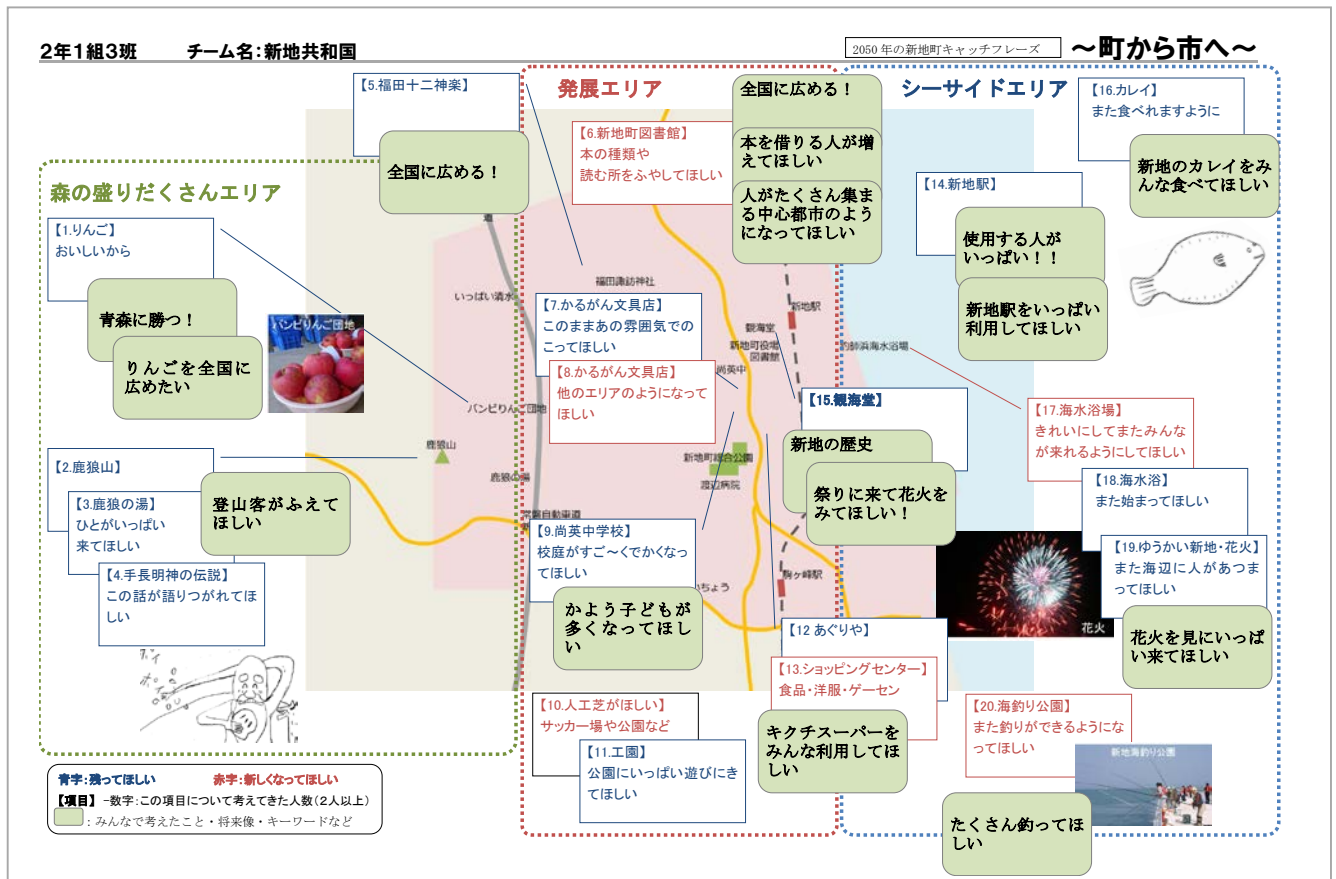 2年1組3班 チーム名：新地共和国
2050年の新地町キャッチフレーズ
～町から市へ～
森の盛りだくさんエリア
【1.りんご】
おいしいから
青森に勝つ！
りんごを全国に
広めたい
バンビりんご団地
【2.鹿狼山】
【3.鹿狼の湯】
ひとがいっぱい
来てほしい
【4.手長明神の伝説】
この話が語りつがれてほ
しい
登山客がふえて
ほしい
ポイ
ポイ
【5.福田十二神楽】
全国に広める！
発展エリア
【6.新地町図書館】
本の種類や
読む所をふやしてほしい
全国に広める！
本を借りる人が増
えてほしい
人がたくさん集ま
る中心都市のよう
になってほしい
【7.かるがん文具店】
このままあの雰囲気での
こってほしい
【8.かるがん文具店】
他のエリアのようになって
ほしい
【9.尚英中学校】
校庭がすご～くでかくなっ
てほしい
かよう子どもが
多くなってほし
い
【10.人工芝がほしい】
サッカー場や公園など
【11.工園】
公園にいっぱい遊びにき
てほしい
【12 あぐりや】
【13.ショッピングセンター】
食品・洋服・ゲーセン
キクチスーパーを
みんな利用してほ
しい
シーサイドエリア
【14.新地駅】
使用する人が
いっぱい！！
新地駅をいっぱい
利用してほしい
【15.観海堂】
新地の歴史
祭りに来て花火を
みてほしい！
【16.カレイ】
また食べれますように
新地のカレイをみ
んな食べてほしい
【17.海水浴場】
きれいにしてまたみんな
が来れるようにしてほしい
【18.海水浴】
また始まってほしい
【19.ゆうかい新地・花火】
また海辺に人があつま
ってほしい
花火
花火を見にいっぱ
い来てほしい
【20.海釣り公園】
また釣りができるようにな
ってほしい
新地海釣り公園
たくさん釣ってほ
しい
道
いっぱい清水
福田諏訪神社
新地駅
観海堂
新地町役場
図書館
釣師浜海水浴場
尚英中
バンビりんご団地
鹿狼山
鹿狼の湯
新地町総合公園
渡辺病院
常磐自動車道
駒ヶ峰駅
いちょう
青字：残ってほしい 赤字：新しくなってほしい
【項目】-数字：この項目について考えてきた人数（2人以上）
：みんなで考えたこと・将来像・キーワードなど